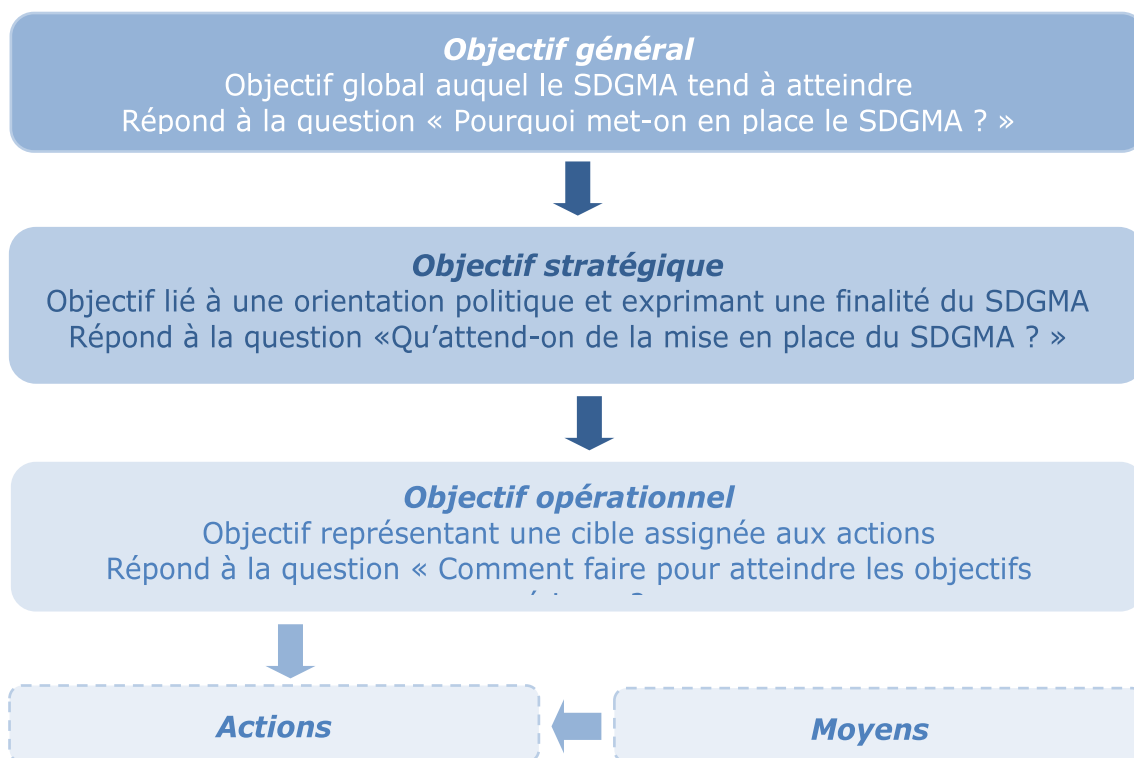 Objectif général
Objectif global auquel le SDGMA tend à atteindre
Répond à la question « Pourquoi met-on en place le SDGMA ? »
Objectif stratégique
Objectif lié à une orientation politique et exprimant une finalité du SDGMA
Répond à la question «Qu’attend-on de la mise en place du SDGMA ? »
Objectif opérationnel
Objectif représentant une cible assignée aux actions
Répond à la question « Comment faire pour atteindre les objectifs
Actions
Moyens